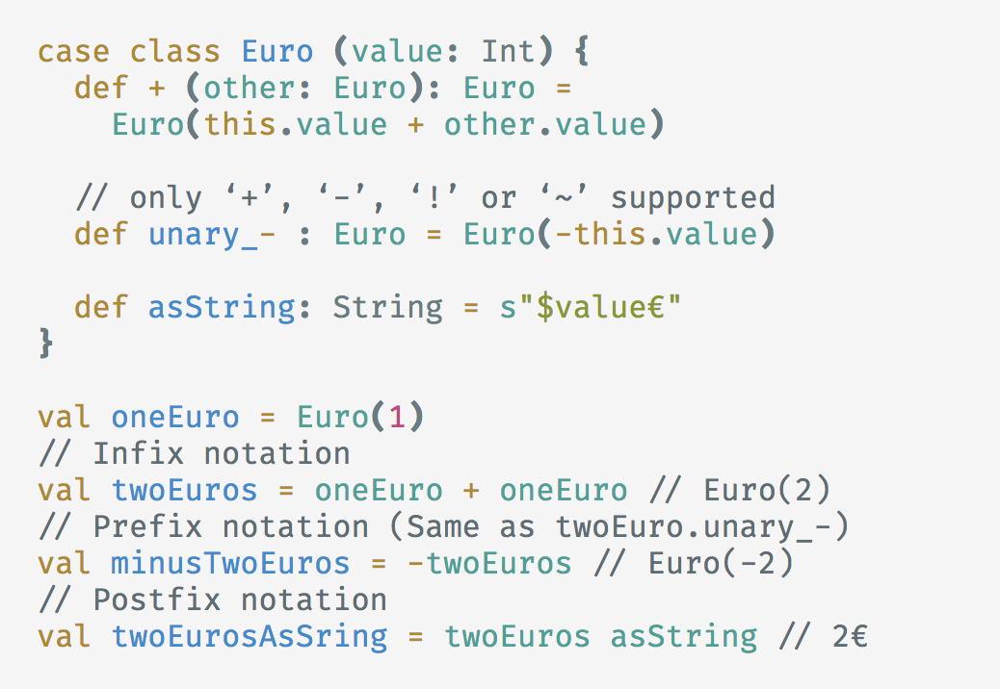 case class Euro (value: Int) {
  def + (other: Euro): Euro =
    Euro(this.value + other.value)

  // only ‘+’, ‘-’, ‘!’ or ‘~’ supported
  def unary_- : Euro = Euro(-this.value)

  def asString: String = s"$value€"
}

val oneEuro = Euro(1)
// Infix notation
val twoEuros = oneEuro + oneEuro // Euro(2)
// Prefix notation (Same as twoEuro.unary_-)
val minusTwoEuros = -twoEuros // Euro(-2)
// Postfix notation
val twoEurosAsSring = twoEuros asString // 2€